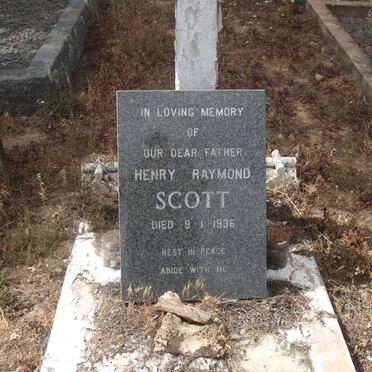 IN LOVING MEMORY
OF
OUR DEAR FATHER
HENRY RAYMOND
SCOTT
DIED 9·1·1936
REST IN PEACE
ABIDE WITH ME